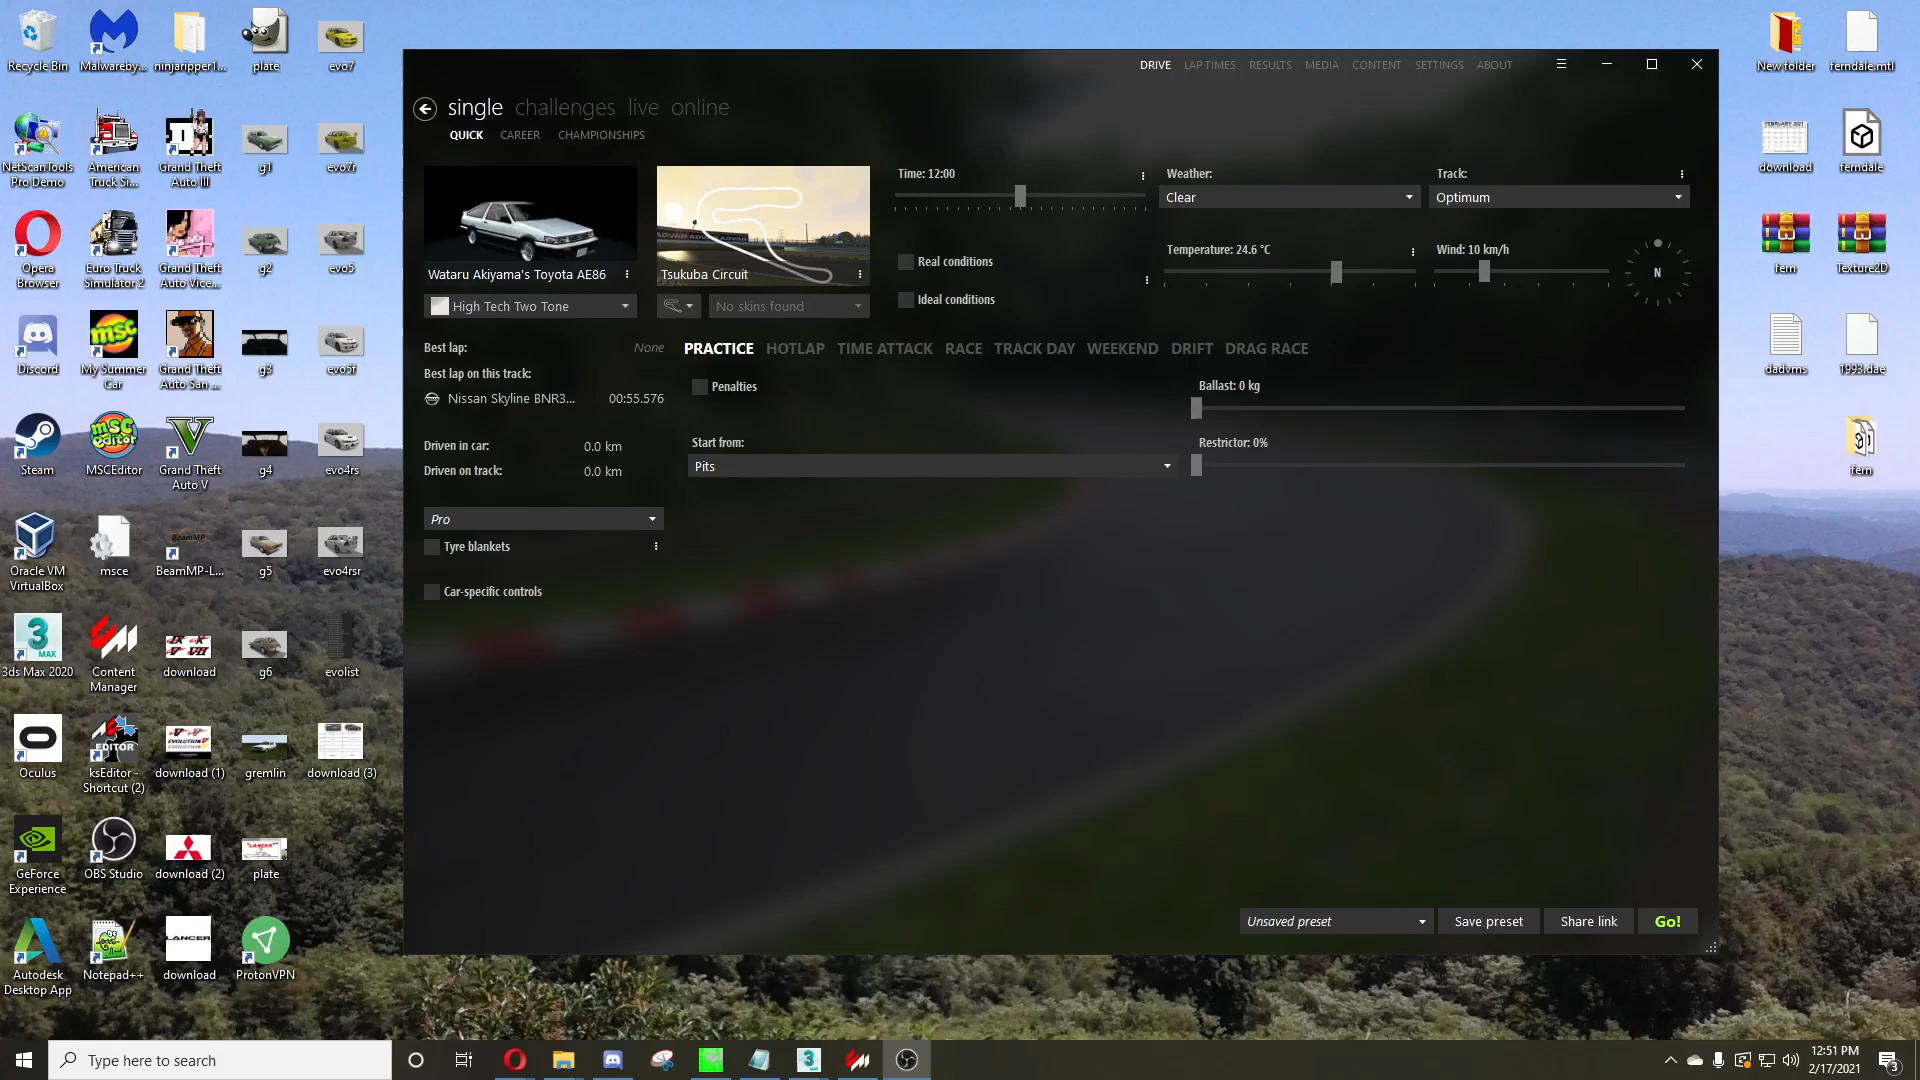 Recycle Bin
Malwareby...
ninjaripper1...
plate
evo7
NetScanTools Pro Demo
American Truck Si...
Grand Theft Auto III
g1
evo7r
Opera Browser
Euro Truck Simulator 2
Grand Theft Auto Vice...
g2
evo5
Discord
My Summer Car
Grand Theft Auto San ...
g3
evo5f
Steam
MSCEditor
Grand Theft Auto V
g4
evo4rs
Oracle VM VirtualBox
msce
BeamMP-L...
g5
evo4rsr
3ds Max 2020
Content Manager
download
g6
evolist
Oculus
ksEditor - Shortcut (2)
download (1)
gremlin
download (3)
GeForce Experience
OBS Studio
download (2)
plate
Autodesk Desktop App
Notepad++
download
ProtonVPN
DRIVE LAP TIMES RESULTS MEDIA CONTENT SETTINGS ABOUT
single challenges live online
QUICK CAREER CHAMPIONSHIPS
Wataru Akiyama's Toyota AE86
Tsukuba Circuit
High Tech Two Tone
No skins found
Time: 12:00
Weather:
Clear
Track:
Optimum
Real conditions
Ideal conditions
Temperature: 24.6 °C
Wind: 10 km/h
N
Best lap: None
Best lap on this track:
Nissan Skyline BNR3... 00:55.576
Driven in car: 0.0 km
Driven on track: 0.0 km
Pro
Tyre blankets
Car-specific controls
PRACTICE HOTLAP TIME ATTACK RACE TRACK DAY WEEKEND DRIFT DRAG RACE
Penalties
Start from:
Pits
Ballast: 0 kg
Restrictor: 0%
Unsaved preset
Save preset
Share link
Go!
New folder
ferndale.mtl
FEBRUARY 2021
download
ferndale
fern
Texture2D
dadvms
1993.dae
fern
Type here to search
12:51 PM
2/17/2021
3